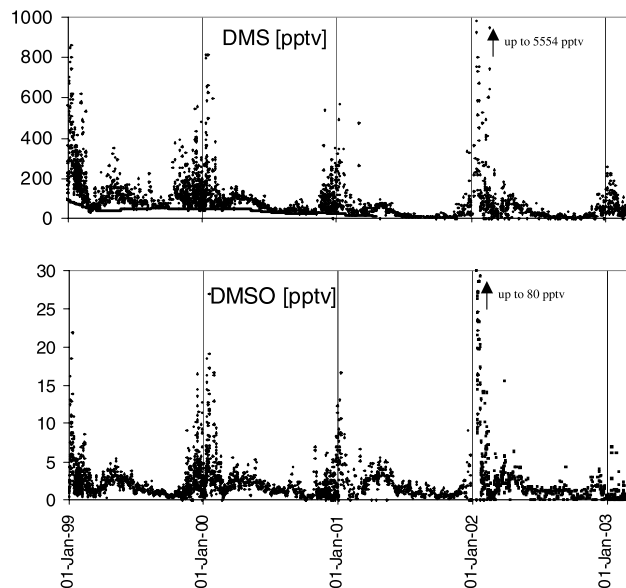 1000
DMS [pptv]
up to 5554 pptv
800
600
400
200
0
30
DMSO [pptv]
up to 80 pptv
25
20
15
10
5
0
01-Jan-99
01-Jan-00
01-Jan-01
01-Jan-02
01-Jan-03